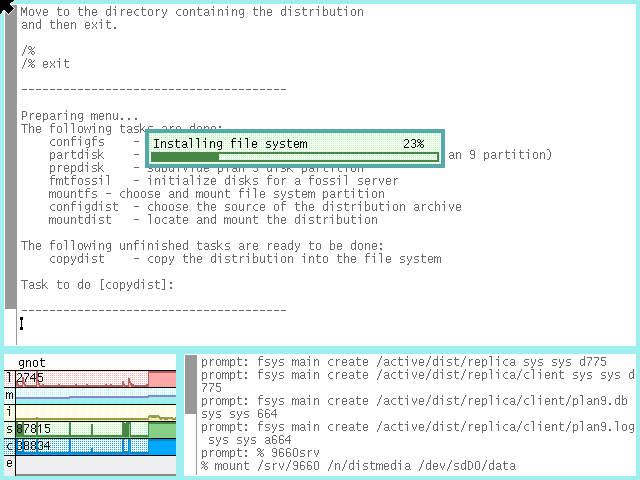 Move to the directory containing the distribution
and then exit.
/%
/% exit
--------------------------------------
Preparing menu...
The following tasks are done:
configfs -
partdisk - an 9 partition)
prepdisk - subdivide plan 9 disk partition
fmtfossil - initialize disks for a fossil server
mountfs - choose and mount file system partition
configdist - choose the source of the distribution archive
mountdist - locate and mount the distribution
The following unfinished tasks are ready to be done:
copydist - copy the distribution into the file system
Task to do [copydist]:
--------------------------------------
Installing file system 23%
gnot
l 2745
m
i
s 87815
c 38834
e
prompt: fsys main create /active/dist/replica sys sys d775
prompt: fsys main create /active/dist/replica/client sys sys d
775
prompt: fsys main create /active/dist/replica/client/plan9.db
sys sys 664
prompt: fsys main create /active/dist/replica/client/plan9.log
sys sys a664
prompt: % 9660srv
% mount /srv/9660 /n/distmedia /dev/sdD0/data